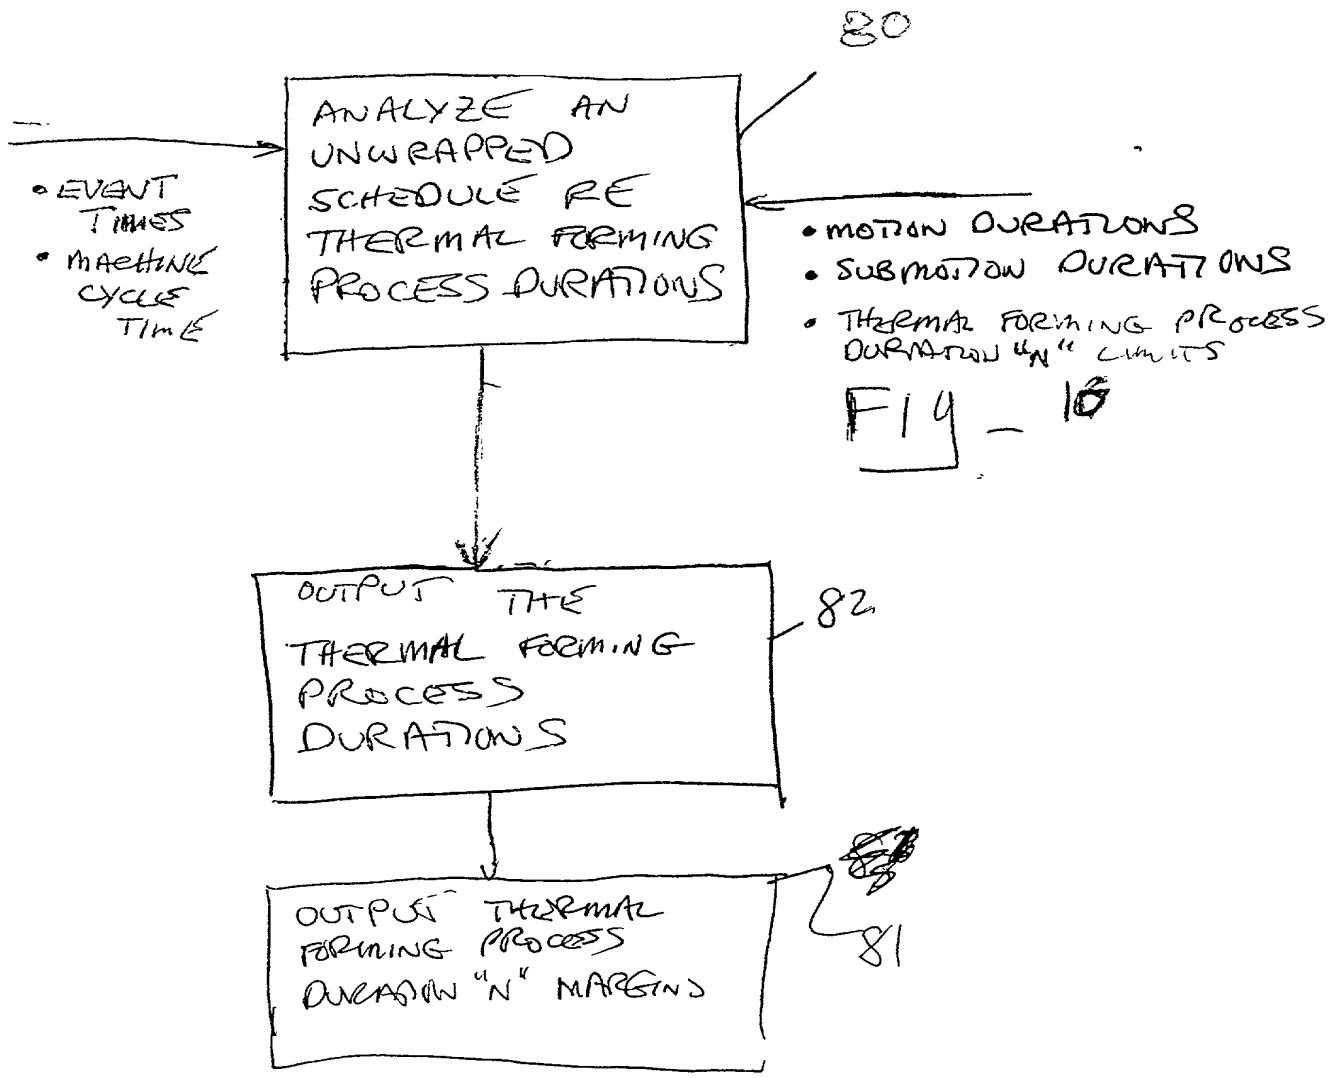 80
ANALYZE AN
UNWRAPPED
SCHEDULE RE
THERMAL FORMING
PROCESS DURATIONS
• EVENT
TIMES
• MACHINE
CYCLE
TIME
• MOTION DURATIONS
• SUBMOTION DURATIONS
• THERMAL FORMING PROCESS
DURATION "N" LIMITS
Fig _ 10
OUTPUT THE
THERMAL FORMING
PROCESS
DURATIONS
82
OUTPUT THERMAL
FORMING PROCESS
DURATION "N" MARGINS
81